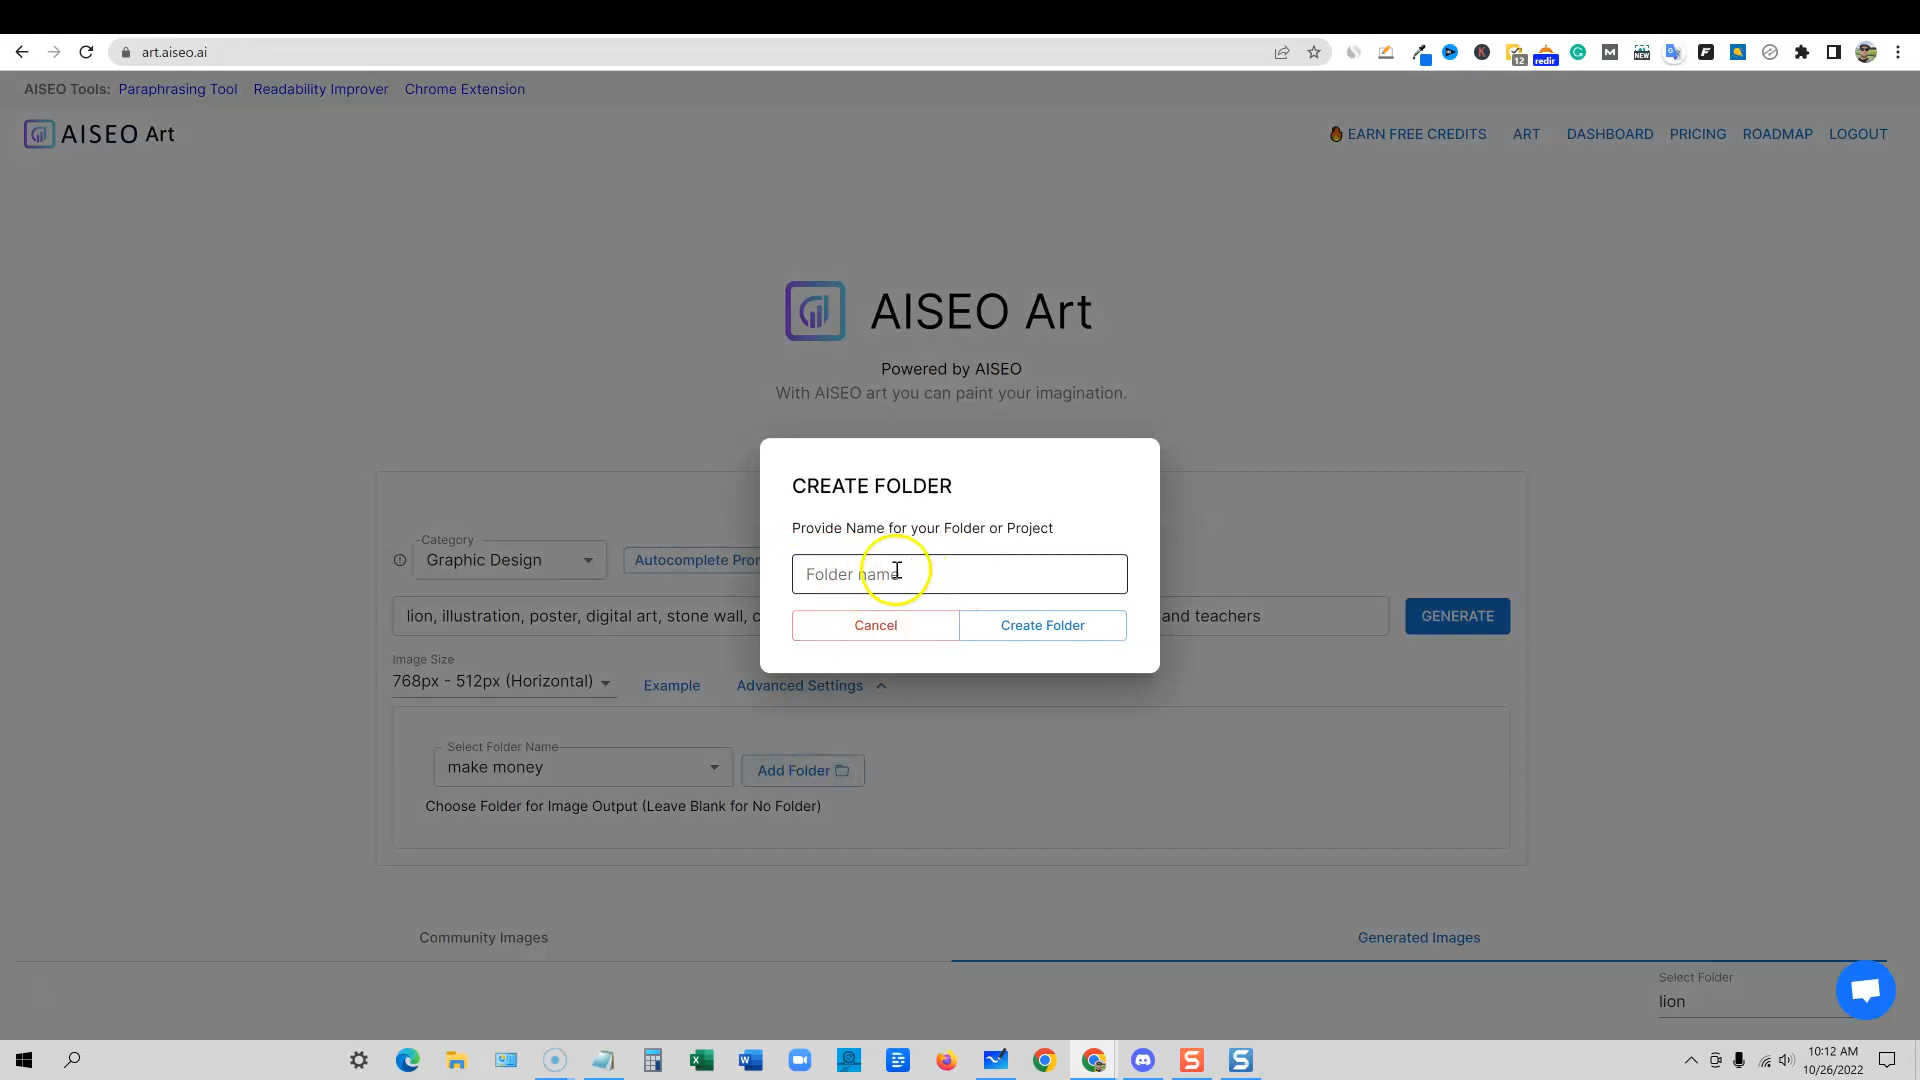 art.aiseo.ai
12
redir
NEW
AISEO Tools: Paraphrasing Tool Readability Improver Chrome Extension
AISEO Art
EARN FREE CREDITS ART DASHBOARD PRICING ROADMAP LOGOUT
AISEO Art
Powered by AISEO
With AISEO art you can paint your imagination.
CREATE FOLDER
Provide Name for your Folder or Project
Folder name
Cancel Create Folder
Category
Graphic Design
Autocomplete Pro
lion, illustration, poster, digital art, stone wall, and teachers
GENERATE
Image Size
768px - 512px (Horizontal)
Example
Advanced Settings
Select Folder Name
make money
Add Folder
Choose Folder for Image Output (Leave Blank for No Folder)
Community Images
Generated Images
Select Folder
lion
10:12 AM
10/26/2022